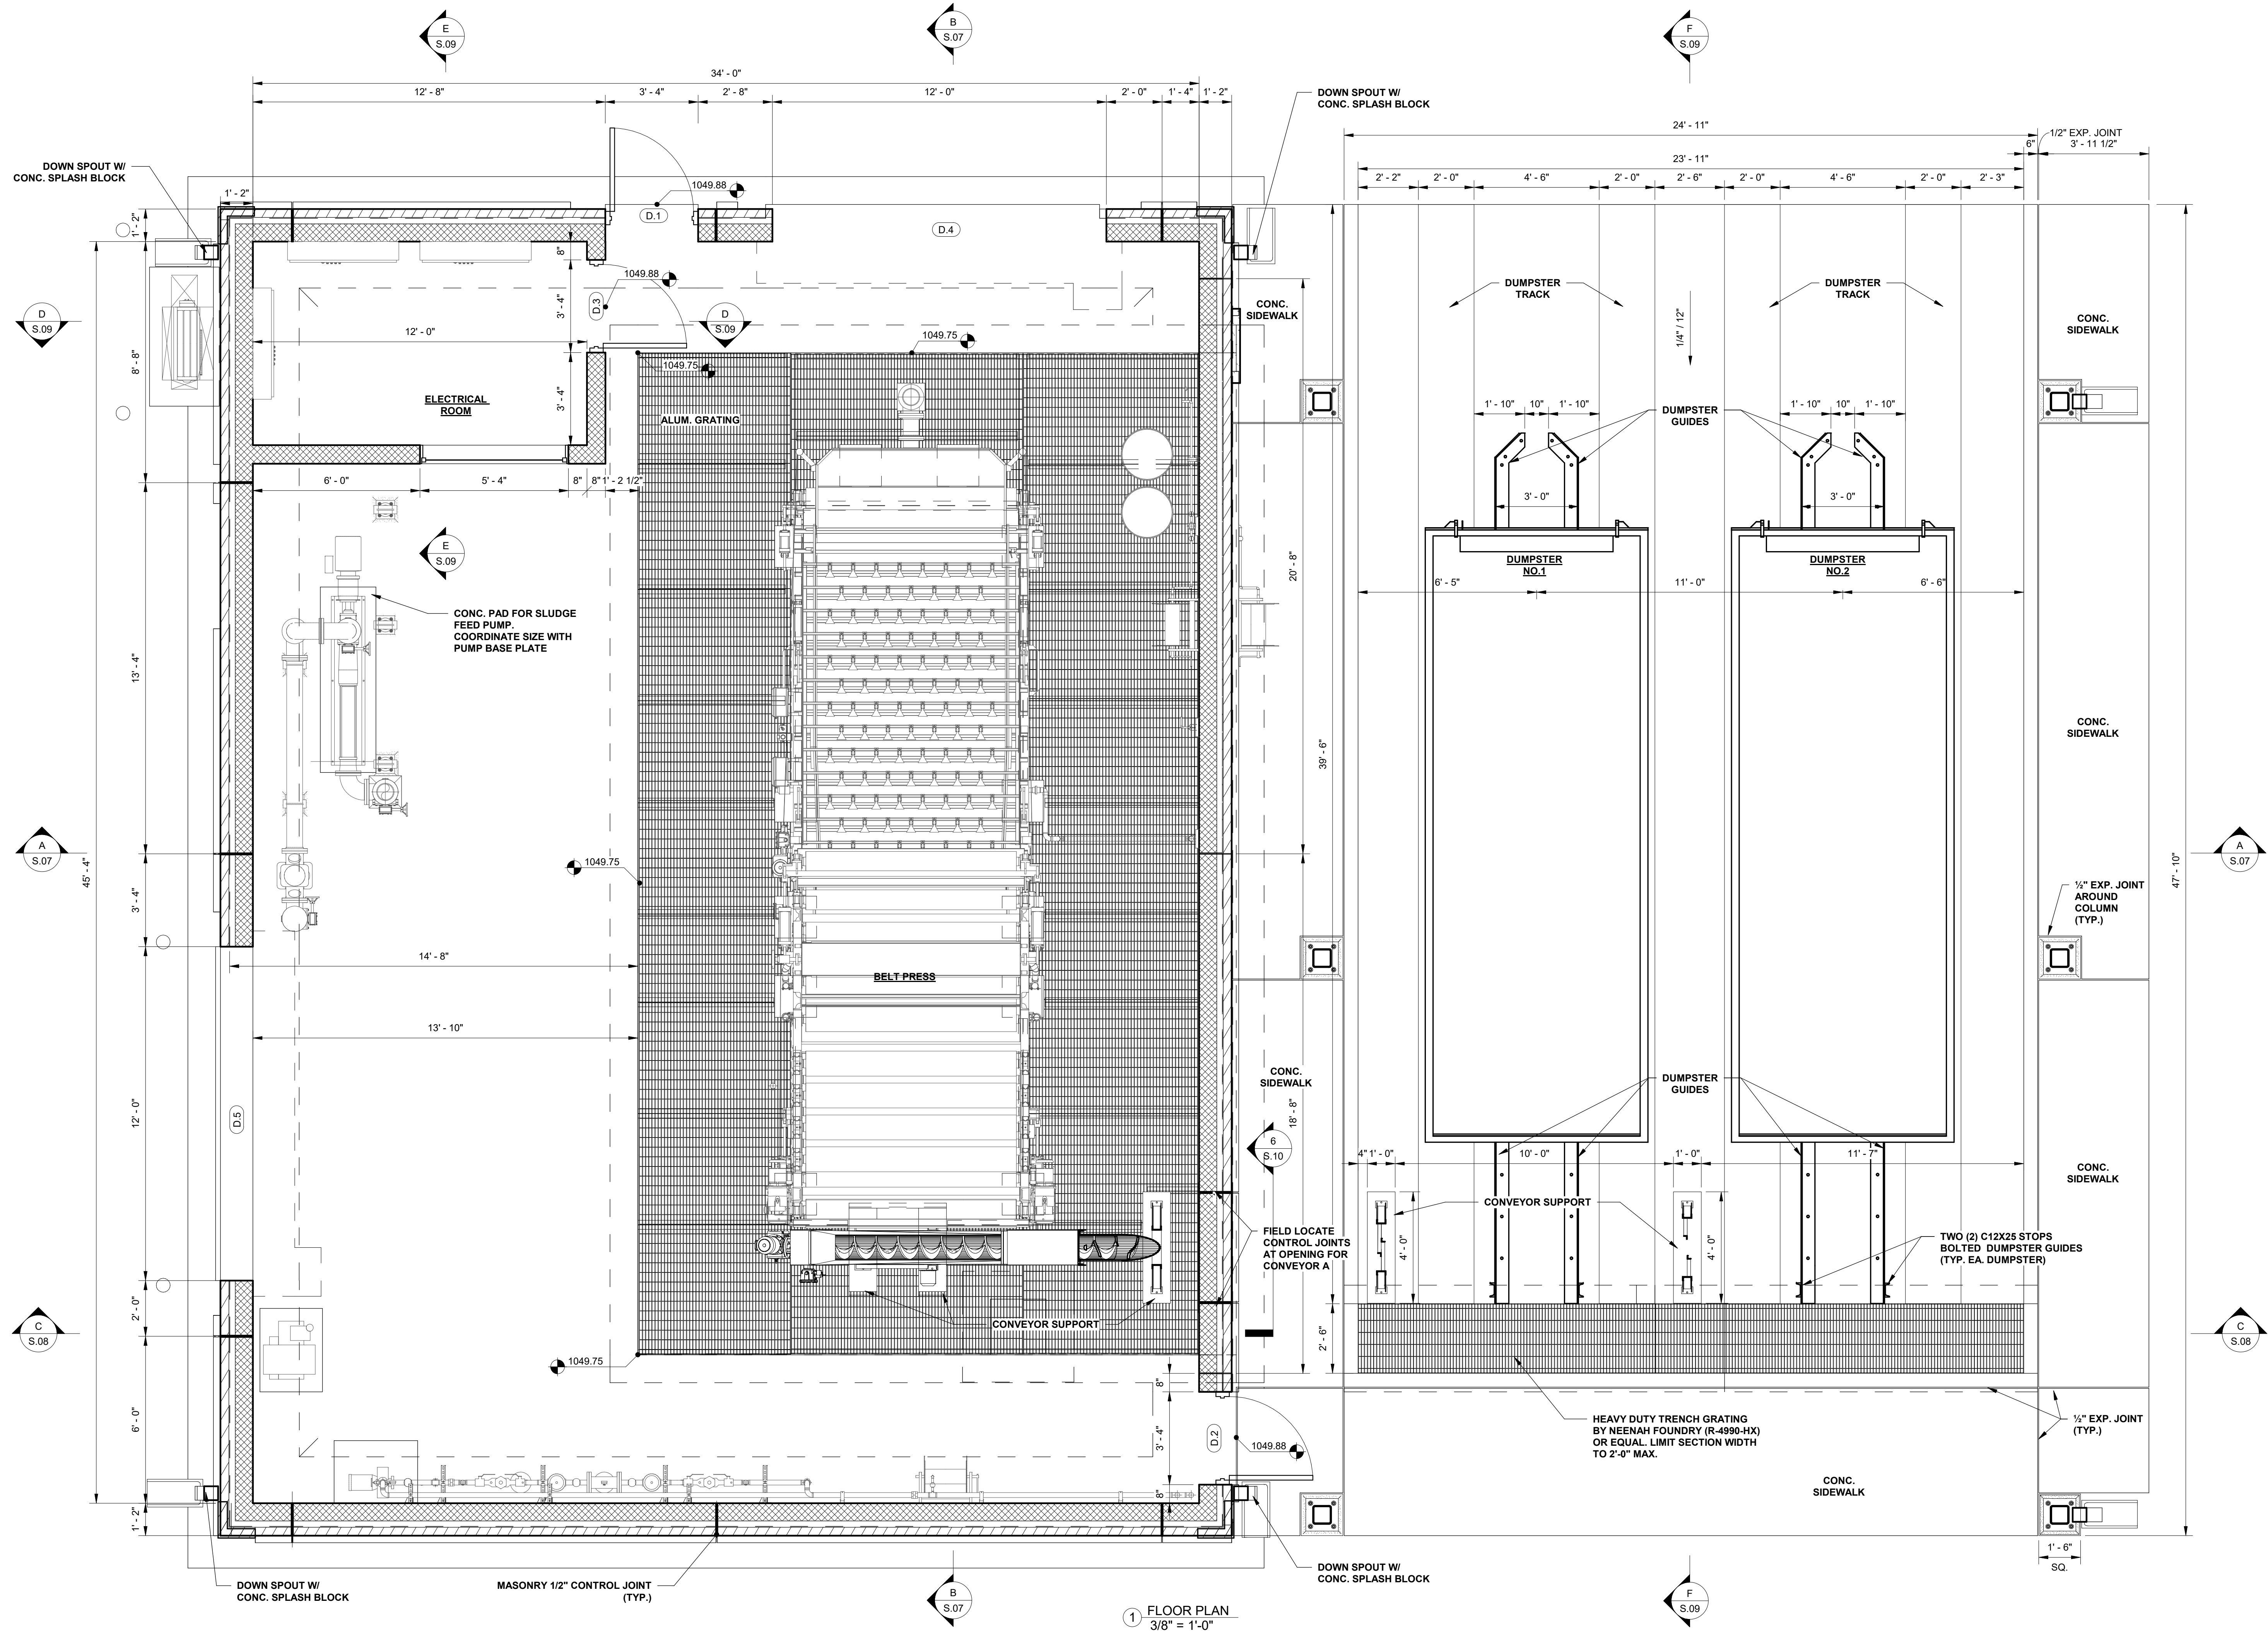 E
S.09
B
S.07
F
S.09
34' - 0"
12' - 8"
3' - 4"
2' - 8"
12' - 0"
2' - 0"
1' - 4"
1' - 2"
DOWN SPOUT W/
CONC. SPLASH BLOCK
24' - 11"
1/2" EXP. JOINT
3' - 11 1/2"
6"
23' - 11"
2' - 2"
2' - 0"
4' - 6"
2' - 0"
2' - 6"
2' - 0"
4' - 6"
2' - 0"
2' - 3"
DOWN SPOUT W/
CONC. SPLASH BLOCK
1' - 2"
1' - 2"
1049.88
D.1
D.4
8"
1049.88
D.3
3' - 4"
DUMPSTER
TRACK
DUMPSTER
TRACK
CONC.
SIDEWALK
CONC.
SIDEWALK
1/4" / 12"
D
S.09
D
S.09
12' - 0"
1049.75
1049.75
8' - 8"
3' - 4"
ELECTRICAL
ROOM
ALUM. GRATING
1' - 10"
10"
1' - 10"
DUMPSTER
GUIDES
1' - 10"
10"
1' - 10"
6' - 0"
5' - 4"
8"
8"
1' - 2 1/2"
3' - 0"
3' - 0"
E
S.09
DUMPSTER
NO.1
DUMPSTER
NO.2
20' - 8"
6' - 5"
11' - 0"
6' - 6"
CONC. PAD FOR SLUDGE
FEED PUMP.
COORDINATE SIZE WITH
PUMP BASE PLATE
13' - 4"
CONC.
SIDEWALK
39' - 6"
A
S.07
A
S.07
45' - 4"
47' - 10"
1049.75
3' - 4"
½" EXP. JOINT
AROUND
COLUMN
(TYP.)
14' - 8"
BELT PRESS
13' - 10"
12' - 0"
D.5
CONC.
SIDEWALK
18' - 8"
DUMPSTER
GUIDES
6
S.10
4"
1' - 0"
10' - 0"
1' - 0"
11' - 7"
CONC.
SIDEWALK
CONVEYOR SUPPORT
4' - 0"
4' - 0"
FIELD LOCATE
CONTROL JOINTS
AT OPENING FOR
CONVEYOR A
TWO (2) C12X25 STOPS
BOLTED DUMPSTER GUIDES
(TYP. EA. DUMPSTER)
2' - 0"
C
S.08
C
S.08
CONVEYOR SUPPORT
2' - 6"
1049.75
8"
6' - 0"
3' - 4"
D.2
1049.88
HEAVY DUTY TRENCH GRATING
BY NEENAH FOUNDRY (R-4990-HX)
OR EQUAL. LIMIT SECTION WIDTH
TO 2'-0" MAX.
½" EXP. JOINT
(TYP.)
CONC.
SIDEWALK
8"
1' - 2"
1' - 6"
SQ.
DOWN SPOUT W/
CONC. SPLASH BLOCK
MASONRY 1/2" CONTROL JOINT
(TYP.)
DOWN SPOUT W/
CONC. SPLASH BLOCK
B
S.07
F
S.09
1
FLOOR PLAN
3/8" = 1'-0"